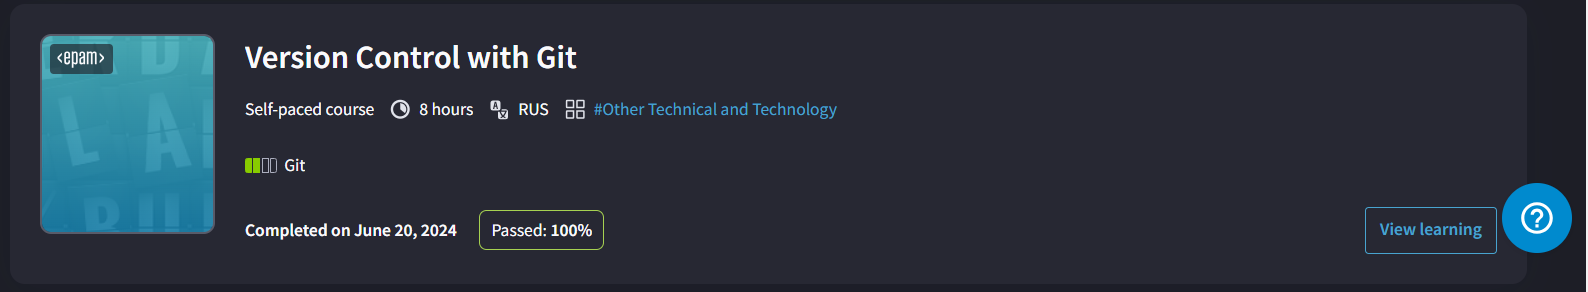 <epam>
Version Control with Git
Self-paced course 8 hours RUS #Other Technical and Technology
Git
Completed on June 20, 2024 Passed: 100%
View learning